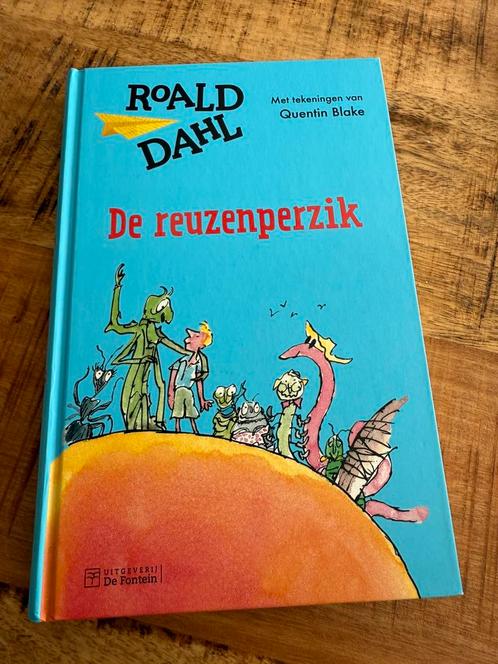 ROALD
DAHL
Met tekeningen van
Quentin Blake
De reuzenperzik
UITGEVERIJ
De Fontein